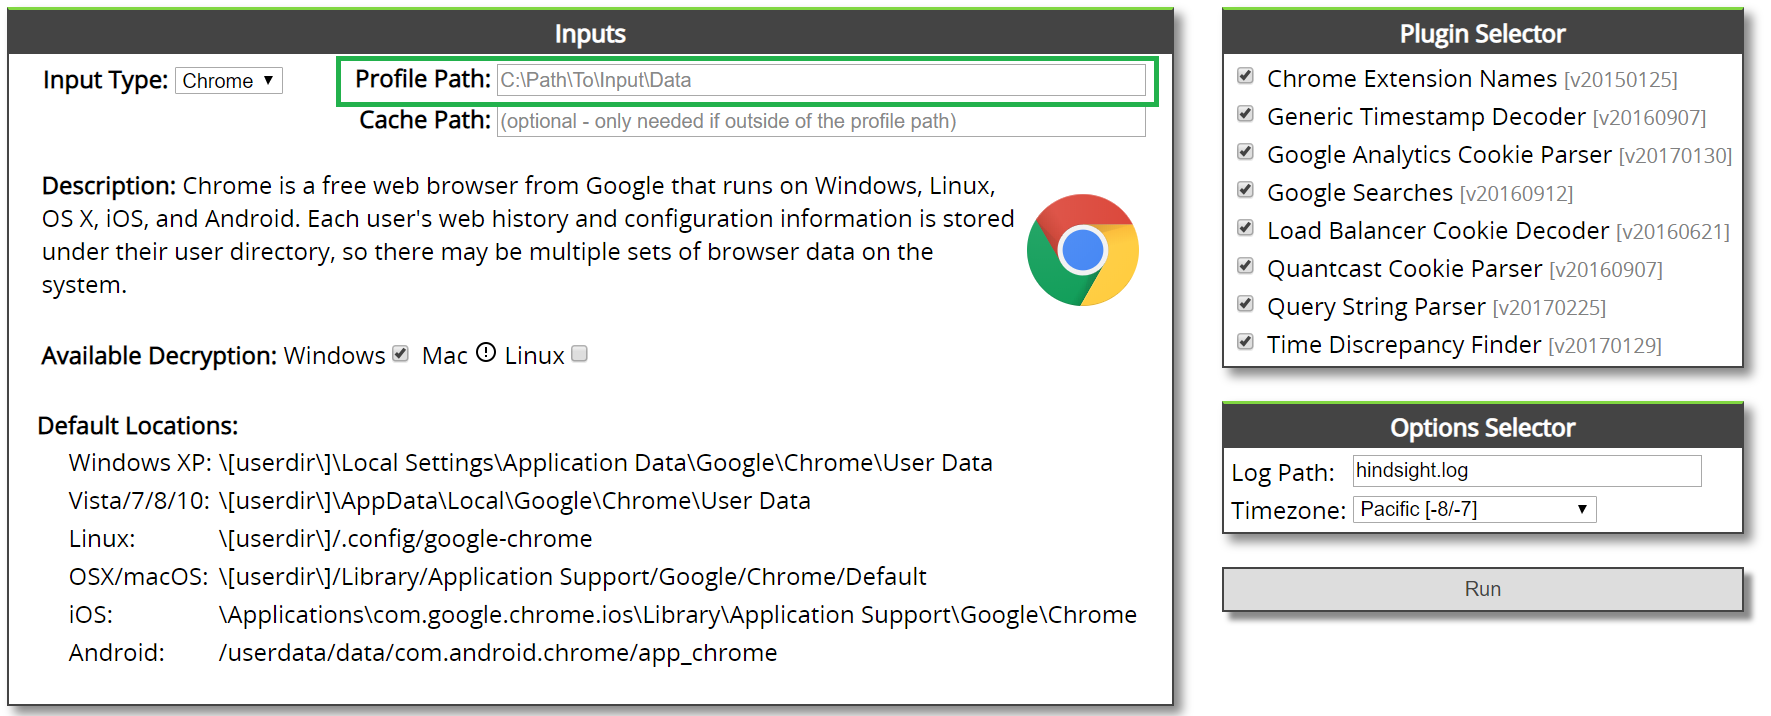 Inputs
Input Type: Chrome ▼
Profile Path: C:\Path\To\Input\Data
Cache Path: (optional - only needed if outside of the profile path)
Description: Chrome is a free web browser from Google that runs on Windows, Linux,
OS X, iOS, and Android. Each user's web history and configuration information is stored
under their user directory, so there may be multiple sets of browser data on the
system.
Available Decryption: Windows Mac Linux
Default Locations:
Windows XP: \[userdir\]\Local Settings\Application Data\Google\Chrome\User Data
Vista/7/8/10: \[userdir\]\AppData\Local\Google\Chrome\User Data
Linux: \[userdir\]/.config/google-chrome
OSX/macOS: \[userdir\]/Library/Application Support/Google/Chrome/Default
iOS: \Applications\com.google.chrome.ios\Library\Application Support\Google\Chrome
Android: /userdata/data/com.android.chrome/app_chrome
Plugin Selector
Chrome Extension Names [v20150125]
Generic Timestamp Decoder [v20160907]
Google Analytics Cookie Parser [v20170130]
Google Searches [v20160912]
Load Balancer Cookie Decoder [v20160621]
Quantcast Cookie Parser [v20160907]
Query String Parser [v20170225]
Time Discrepancy Finder [v20170129]
Options Selector
Log Path: hindsight.log
Timezone: Pacific [-8/-7] ▼
Run